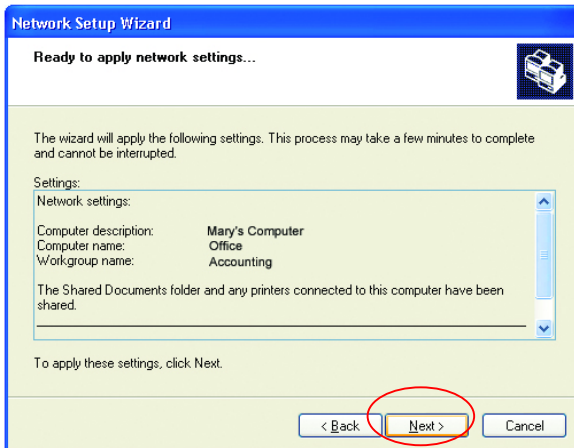 Network Setup Wizard
Ready to apply network settings...
The wizard will apply the following settings. This process may take a few minutes to complete
and cannot be interrupted.
Settings:
Network settings:
Computer description: Mary's Computer
Computer name: Office
Workgroup name: Accounting
The Shared Documents folder and any printers connected to this computer have been
shared.
To apply these settings, click Next.
< Back Next > Cancel